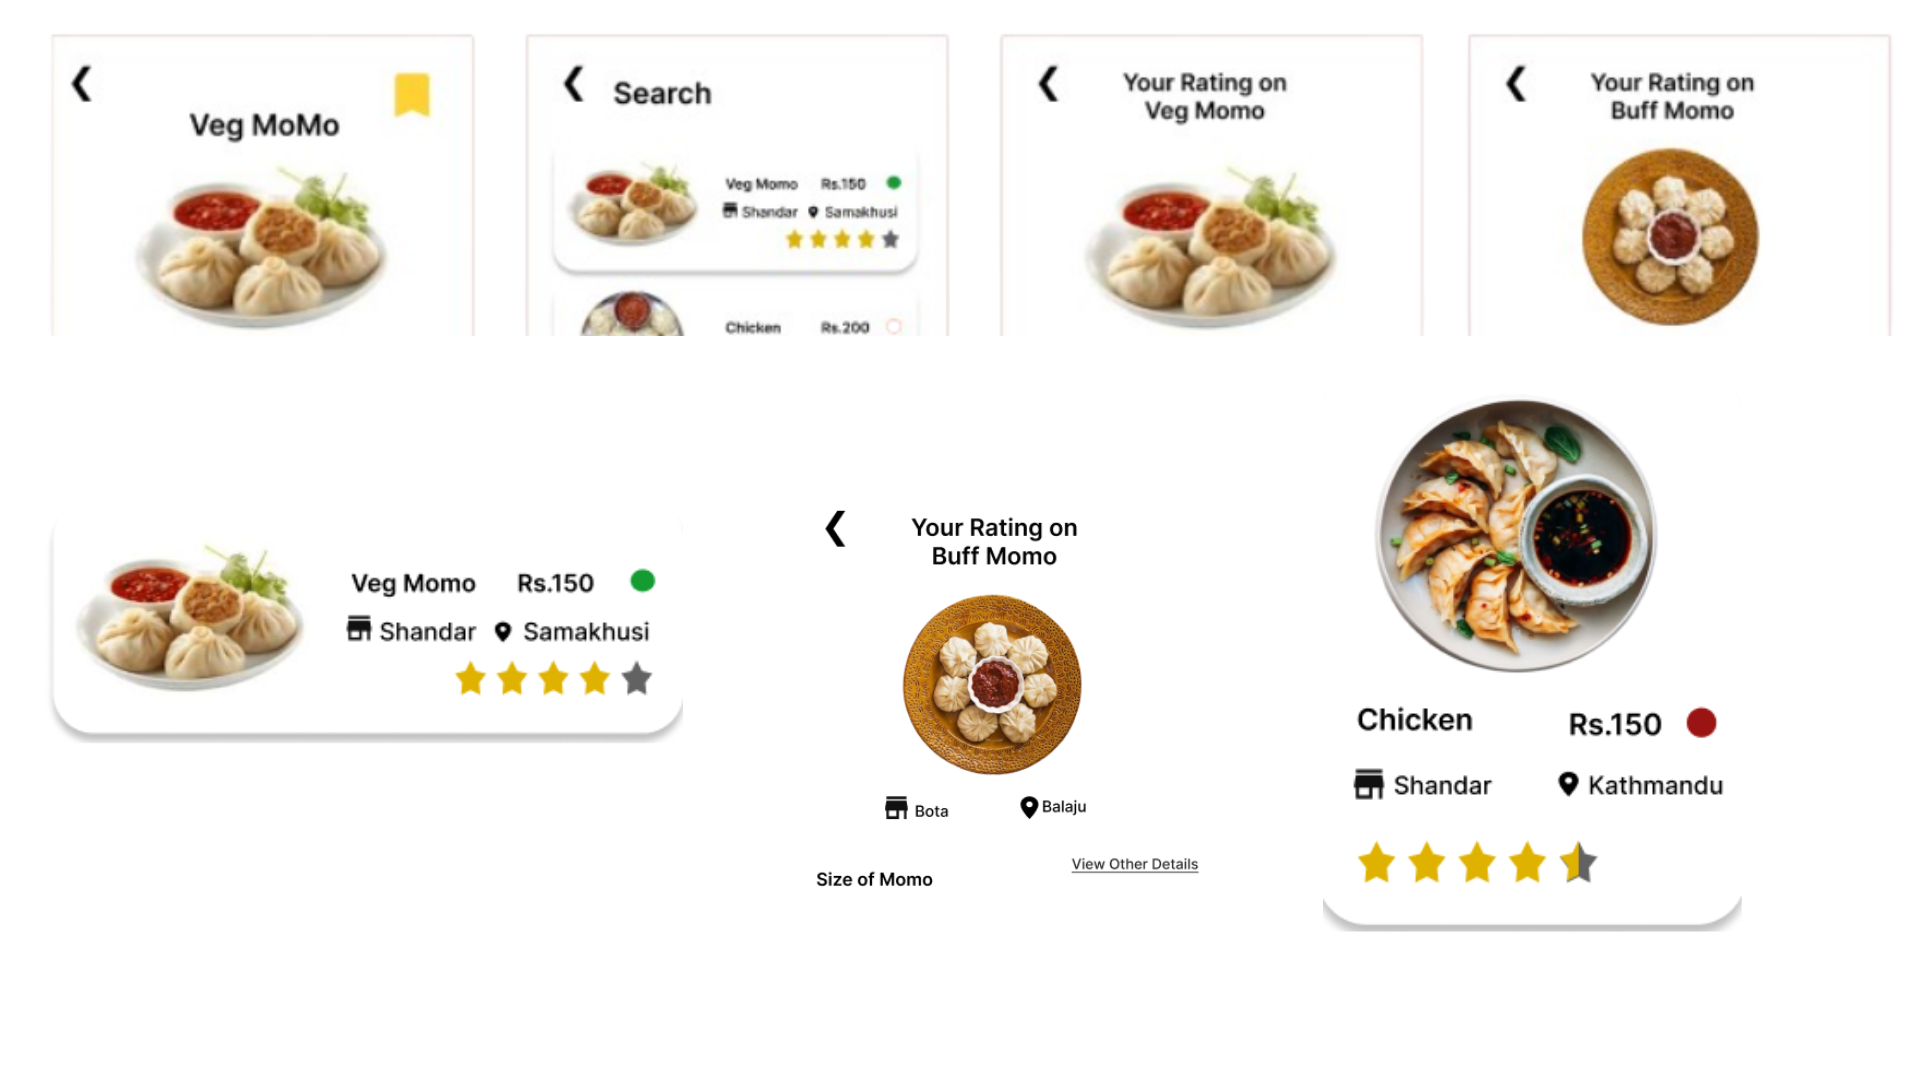 Veg MoMo
Search
Veg Momo Rs.150
Shandar Samakhusi
Chicken Rs.200
Your Rating on
Veg Momo
Your Rating on
Buff Momo
Veg Momo Rs.150
Shandar Samakhusi
Your Rating on
Buff Momo
Bota Balaju
View Other Details
Size of Momo
Chicken Rs.150
Shandar Kathmandu